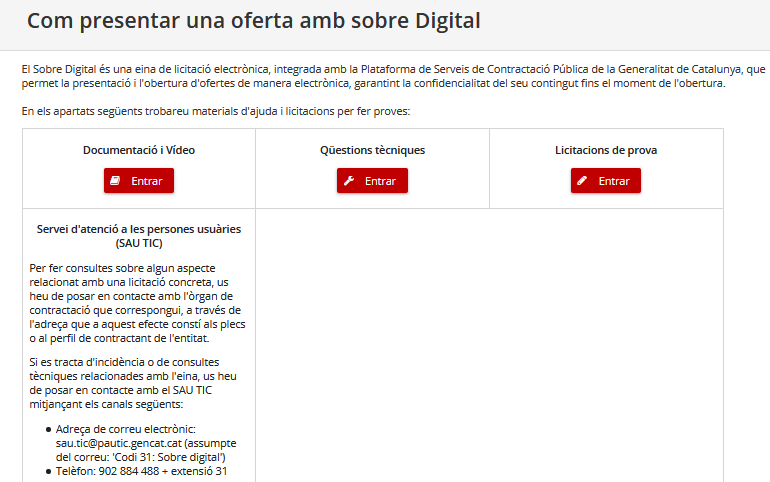 Com presentar una oferta amb sobre Digital
El Sobre Digital és una eina de licitació electrònica, integrada amb la Plataforma de Serveis de Contractació Pública de la Generalitat de Catalunya, que
permet la presentació i l'obertura d'ofertes de manera electrònica, garantint la confidencialitat del seu contingut fins el moment de l'obertura.
En els apartats següents trobareu materials d'ajuda i licitacions per fer proves:
Documentació i Vídeo
Entrar
Qüestions tècniques
Entrar
Licitacions de prova
Entrar
Servei d'atenció a les persones usuàries
(SAU TIC)
Per fer consultes sobre algun aspecte
relacionat amb una licitació concreta, us
heu de posar en contacte amb l'òrgan de
contractació que correspongui, a través de
l'adreça que a aquest efecte constí als plecs
o al perfil de contractant de l'entitat.
Si es tracta d'incidència o de consultes
tècniques relacionades amb l'eina, us heu
de posar en contacte amb el SAU TIC
mitjançant els canals següents:
• Adreça de correu electrònic:
sau.tic@pautic.gencat.cat (assumpte
del correu: 'Codi 31: Sobre digital')
• Telèfon: 902 884 488 + extensió 31